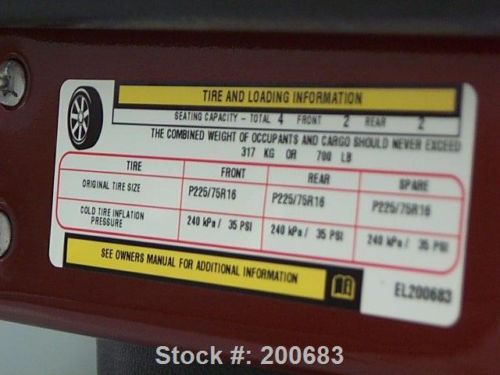 TIRE AND LOADING INFORMATION
SEATING CAPACITY - TOTAL 4 FRONT 2 REAR 2
THE COMBINED WEIGHT OF OCCUPANTS AND CARGO SHOULD NEVER EXCEED
317 KG OR 700 LB
TIRE FRONT REAR SPARE
ORIGINAL TIRE SIZE P225/75R16 P225/75R16 P225/75R16
COLD TIRE INFLATION
PRESSURE 240 kPa / 35 PSI 240 kPa / 35 PSI 240 kPa / 35 PSI
SEE OWNERS MANUAL FOR ADDITIONAL INFORMATION
EL200683
Stock #: 200683